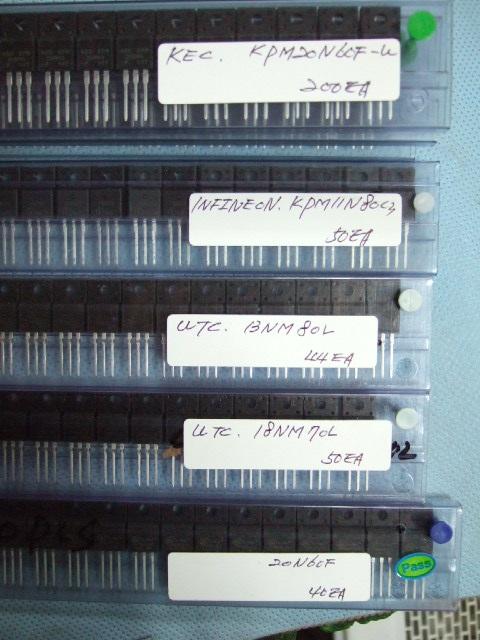 KEC. KPM20N60F-U
200EA
INFINEON. KPM11N80C3
50EA
UTC. 13NM80L
44EA
UTC. 18NM70L
50EA
20N60F
40EA
Pass